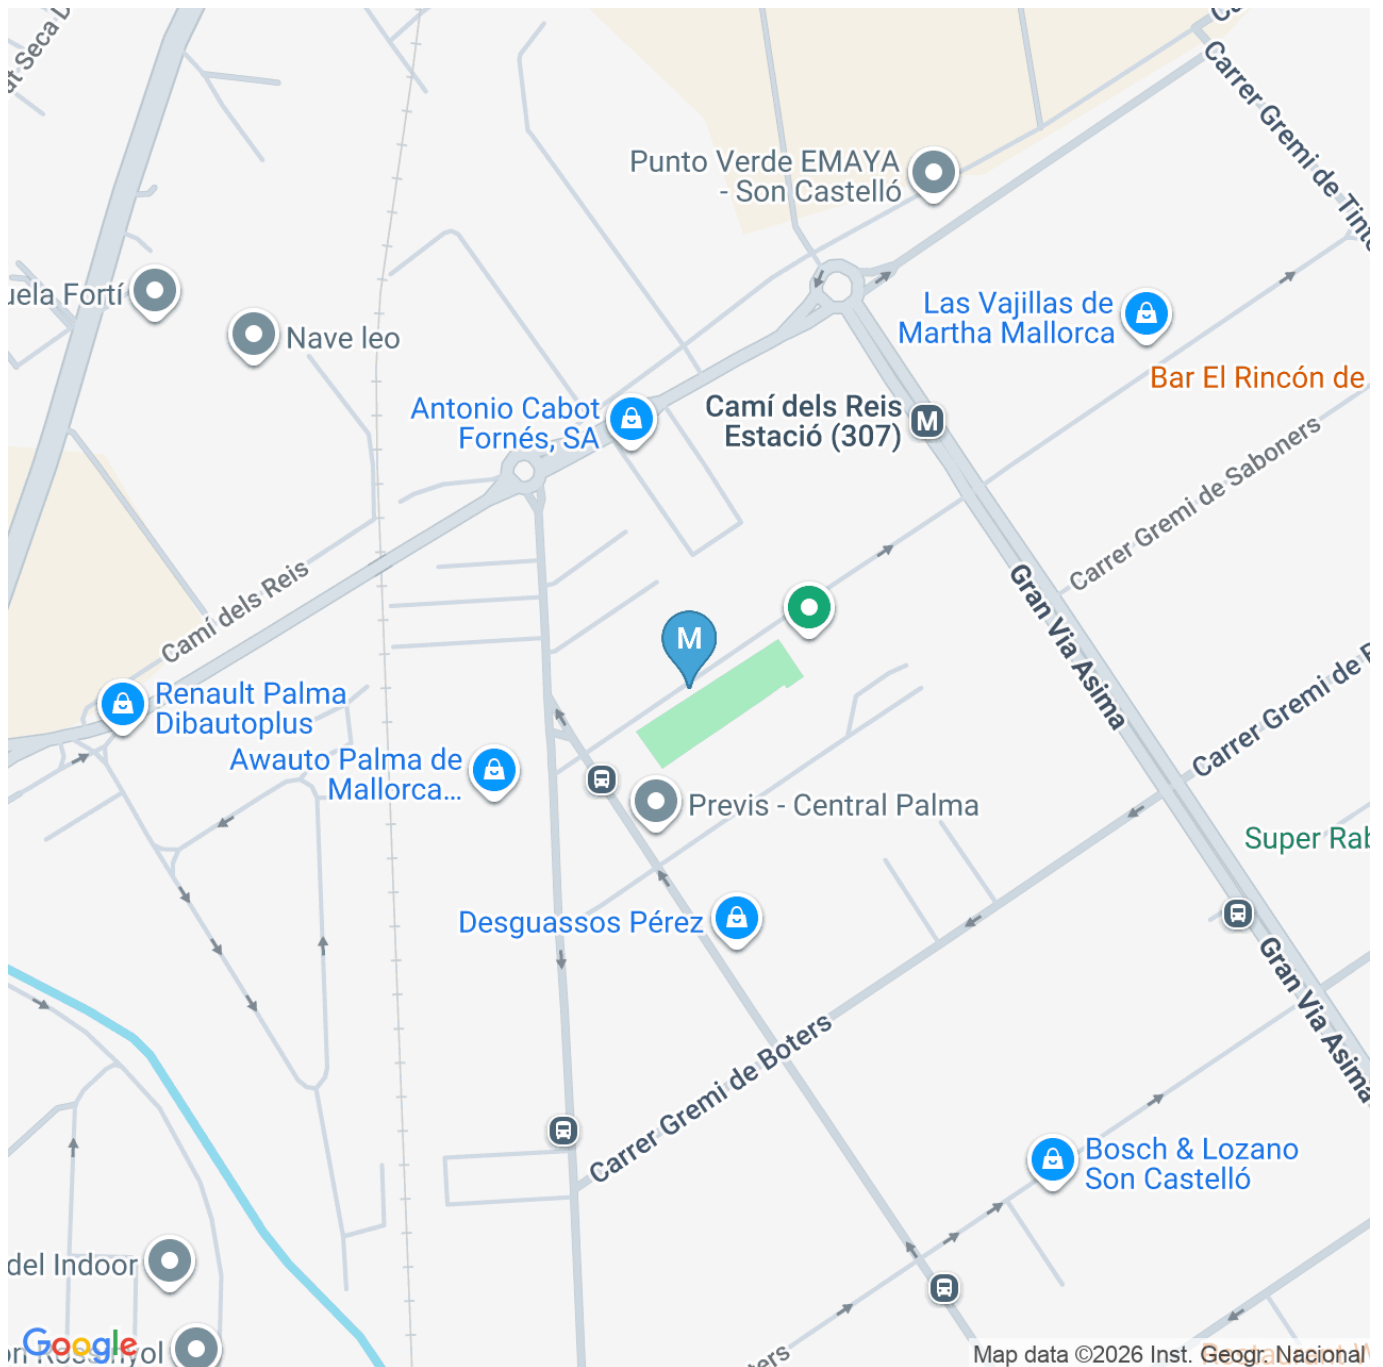 Punto Verde EMAYA
- Son Castelló
Carrer Gremi de
Las Vajillas de
Martha Mallorca
Nave leo
Bar El Rincón de
Antonio Cabot
Fornés, SA
Camí dels Reis
Estació (307)
M
Carrer Gremi de Saboners
Camí dels Reis
Gran Via Asima
M
Renault Palma
Dibautoplus
Carrer Gremi de
Awauto Palma de
Mallorca...
Previs - Central Palma
Super
Desguassos Pérez
Gran Via Asima
Carrer Gremi de Boters
Bosch & Lozano
Son Castelló
del Indoor
Google
Map data ©2026 Inst. Geogr. Nacional